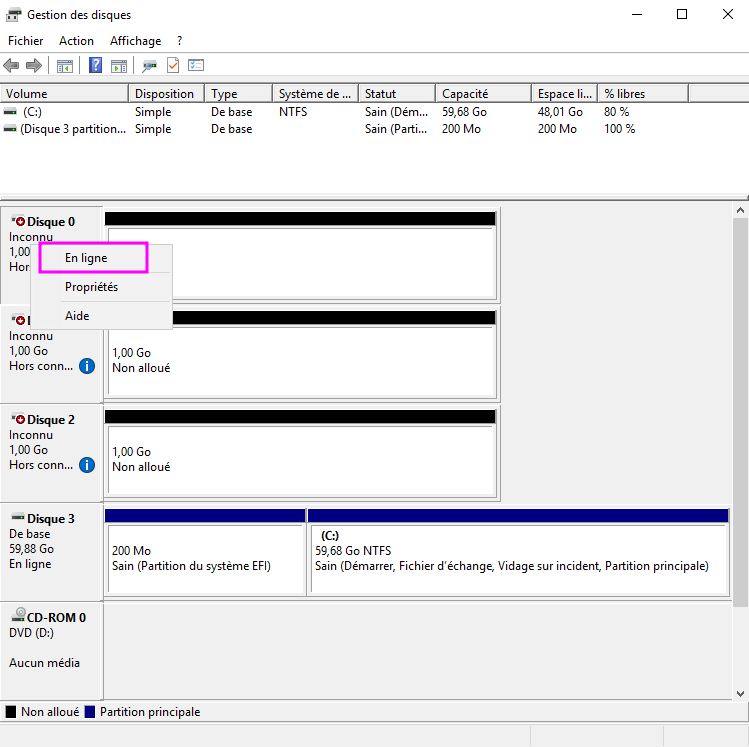 Gestion des disques
Fichier Action Affichage ?
Volume Disposition Type Système de ... Statut Capacité Espace li... % libres
(C:) Simple De base NTFS Sain (Dém... 59,68 Go 48,01 Go 80 %
(Disque 3 partition... Simple De base Sain (Parti... 200 Mo 200 Mo 100 %
Disque 0
Inconnu
1,00
Hors
En ligne
Propriétés
Aide
Inconnu
1,00 Go
Hors conn...
1,00 Go
Non alloué
Disque 2
Inconnu
1,00 Go
Hors conn...
1,00 Go
Non alloué
Disque 3
De base
59,88 Go
En ligne
200 Mo
Sain (Partition du système EFI)
(C:)
59,68 Go NTFS
Sain (Démarrer, Fichier d'échange, Vidage sur incident, Partition principale)
CD-ROM 0
DVD (D:)
Aucun média
Non alloué Partition principale